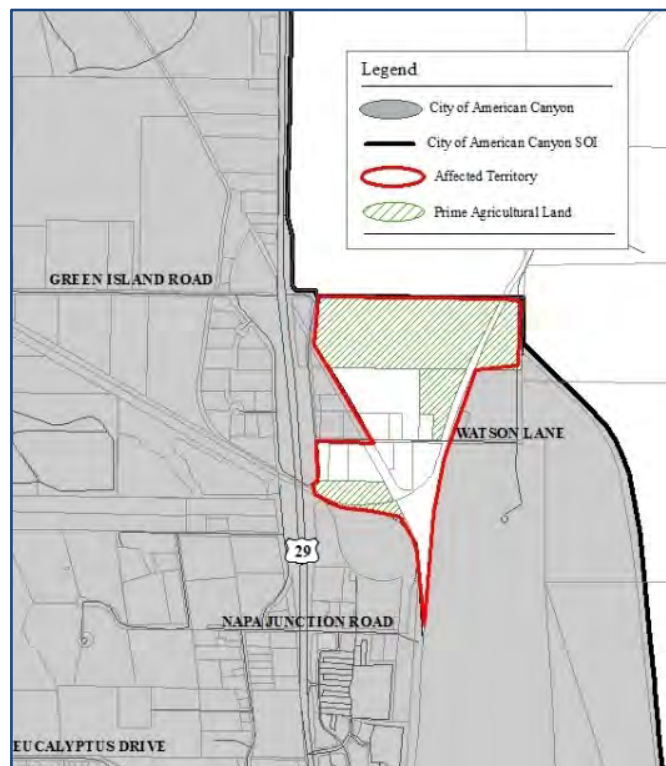 Legend
City of American Canyon
City of American Canyon SOI
Affected Territory
Prime Agricultural Land
GREEN ISLAND ROAD
WATSON LANE
29
NAPA JUNCTION ROAD
EUCALYPTUS DRIVE